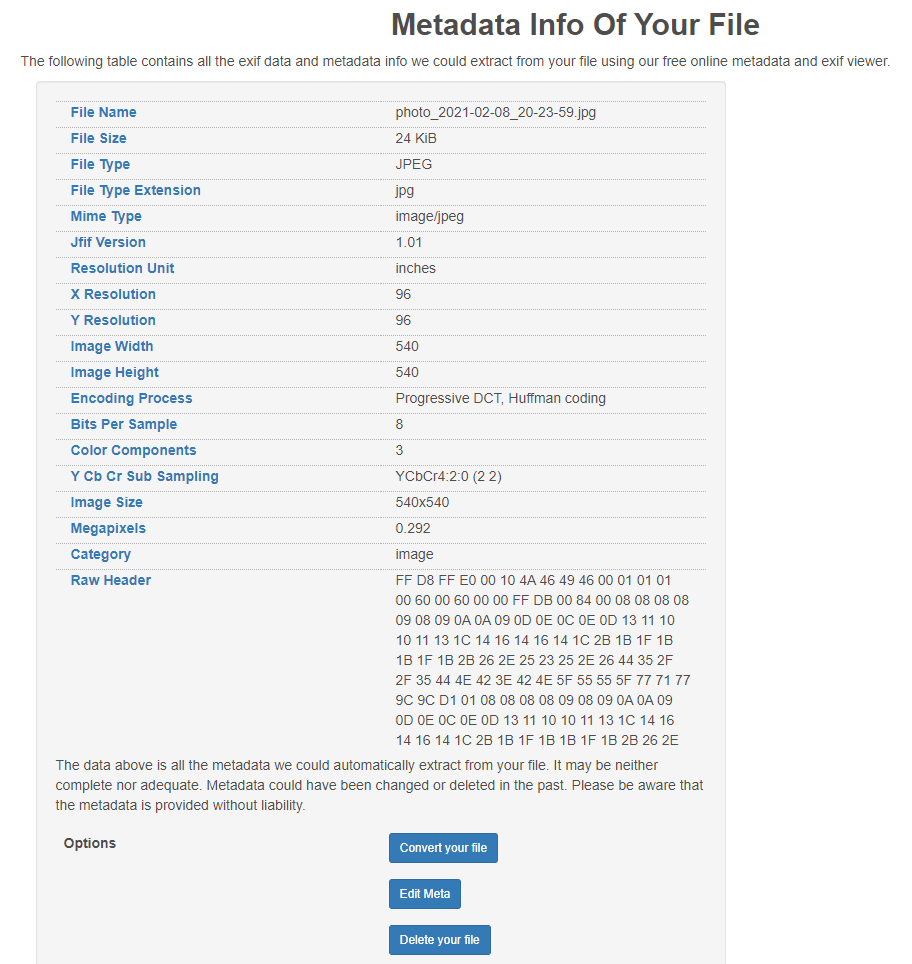 Metadata Info Of Your File
The following table contains all the exif data and metadata info we could extract from your file using our free online metadata and exif viewer.
File Name photo_2021-02-08_20-23-59.jpg
File Size 24 KiB
File Type JPEG
File Type Extension jpg
Mime Type image/jpeg
Jfif Version 1.01
Resolution Unit inches
X Resolution 96
Y Resolution 96
Image Width 540
Image Height 540
Encoding Process Progressive DCT, Huffman coding
Bits Per Sample 8
Color Components 3
Y Cb Cr Sub Sampling YCbCr4:2:0 (2 2)
Image Size 540x540
Megapixels 0.292
Category image
Raw Header FF D8 FF E0 00 10 4A 46 49 46 00 01 01 01
00 60 00 60 00 00 FF DB 00 84 00 08 08 08 08
09 08 09 0A 0A 09 0D 0E 0C 0E 0D 13 11 10
10 11 13 1C 14 16 14 16 14 1C 2B 1B 1F 1B
1B 1F 1B 2B 26 2E 25 23 25 2E 26 44 35 2F
2F 35 44 4E 42 3E 42 4E 5F 55 55 5F 77 71 77
9C 9C D1 01 08 08 08 08 09 08 09 0A 0A 09
0D 0E 0C 0E 0D 13 11 10 10 11 13 1C 14 16
14 16 14 1C 2B 1B 1F 1B 1B 1F 1B 2B 26 2E
The data above is all the metadata we could automatically extract from your file. It may be neither
complete nor adequate. Metadata could have been changed or deleted in the past. Please be aware that
the metadata is provided without liability.
Options
Convert your file
Edit Meta
Delete your file